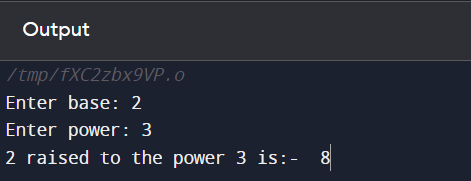 Output
/tmp/fXC2zbx9VP.o
Enter base: 2
Enter power: 3
2 raised to the power 3 is:-  8